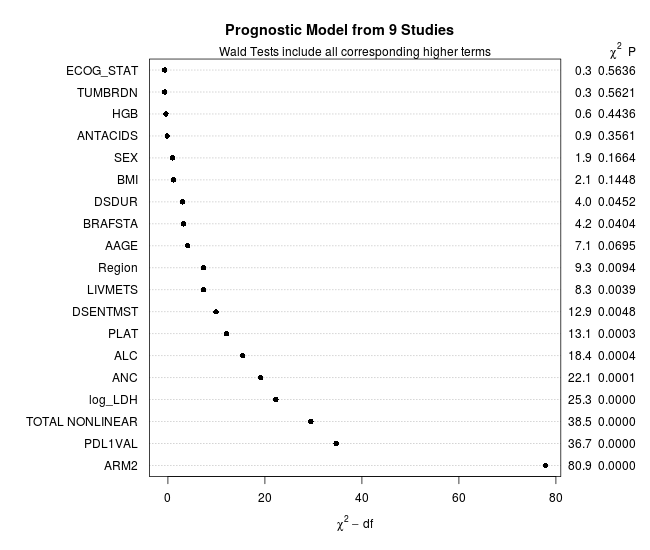 Prognostic Model from 9 Studies
Wald Tests include all corresponding higher terms χ² P
ECOG_STAT 0.3 0.5636
TUMBRDN 0.3 0.5621
HGB 0.6 0.4436
ANTACIDS 0.9 0.3561
SEX 1.9 0.1664
BMI 2.1 0.1448
DSDUR 4.0 0.0452
BRAFSTA 4.2 0.0404
AAGE 7.1 0.0695
Region 9.3 0.0094
LIVMETS 8.3 0.0039
DSENTMST 12.9 0.0048
PLAT 13.1 0.0003
ALC 18.4 0.0004
ANC 22.1 0.0001
log_LDH 25.3 0.0000
TOTAL NONLINEAR 38.5 0.0000
PDL1VAL 36.7 0.0000
ARM2 80.9 0.0000
0 20 40 60 80
χ² − df